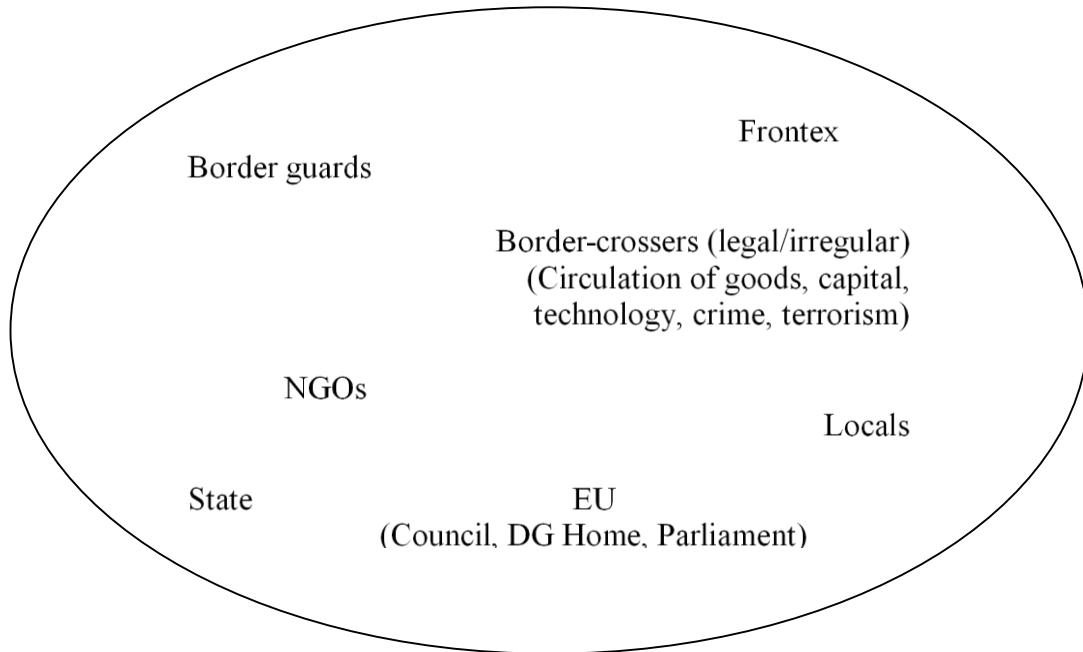 Frontex
Border guards
Border-crossers (legal/irregular)
(Circulation of goods, capital,
technology, crime, terrorism)
NGOs
Locals
State
EU
(Council, DG Home, Parliament)